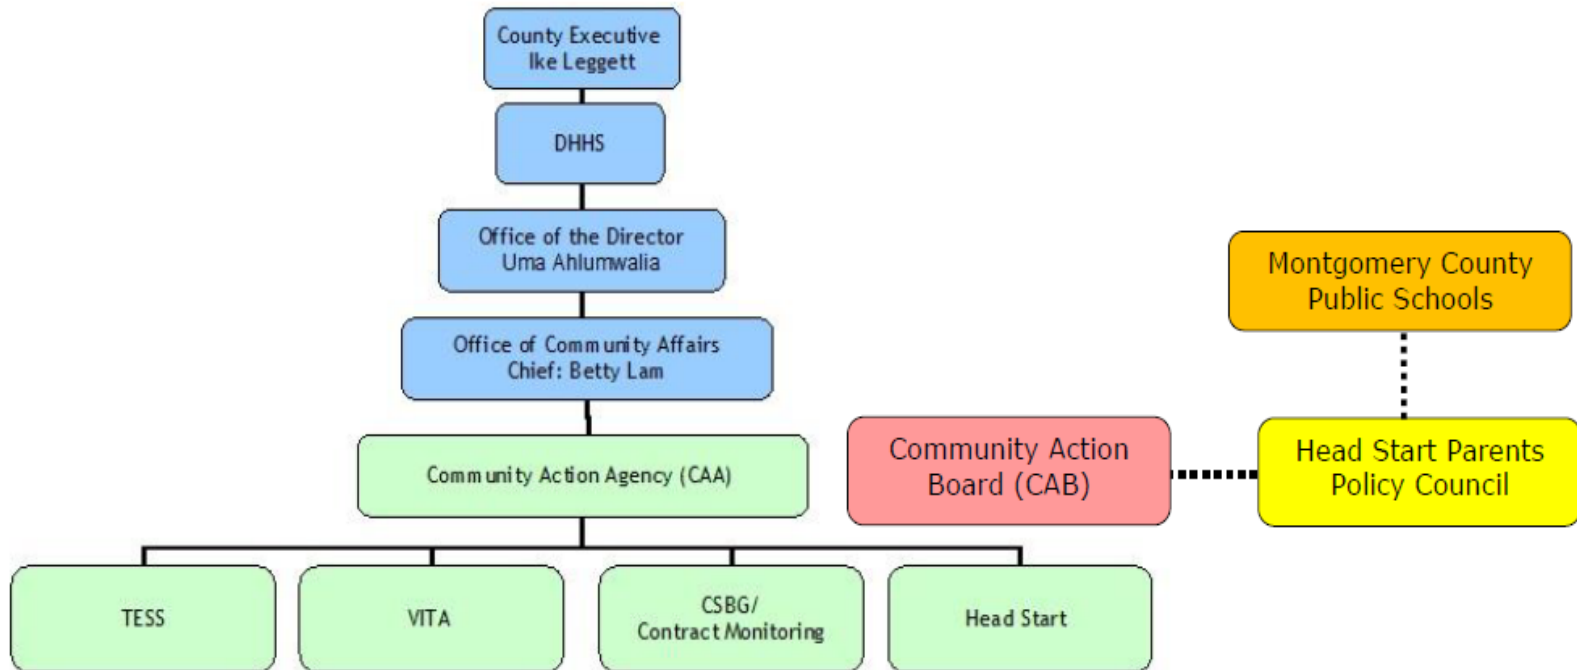 County Executive
Ike Leggett
DHHS
Office of the Director
Uma Ahlumwalia
Office of Community Affairs
Chief: Betty Lam
Community Action Agency (CAA)
TESS
VITA
CSBG/
Contract Monitoring
Head Start
Montgomery County
Public Schools
Community Action
Board (CAB)
Head Start Parents
Policy Council